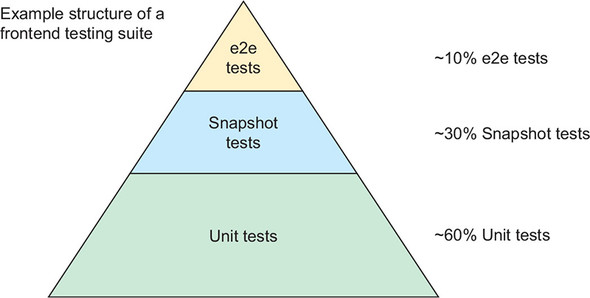 Example structure of a
frontend testing suite
e2e
tests
~10% e2e tests
Snapshot
tests
~30% Snapshot tests
Unit tests
~60% Unit tests